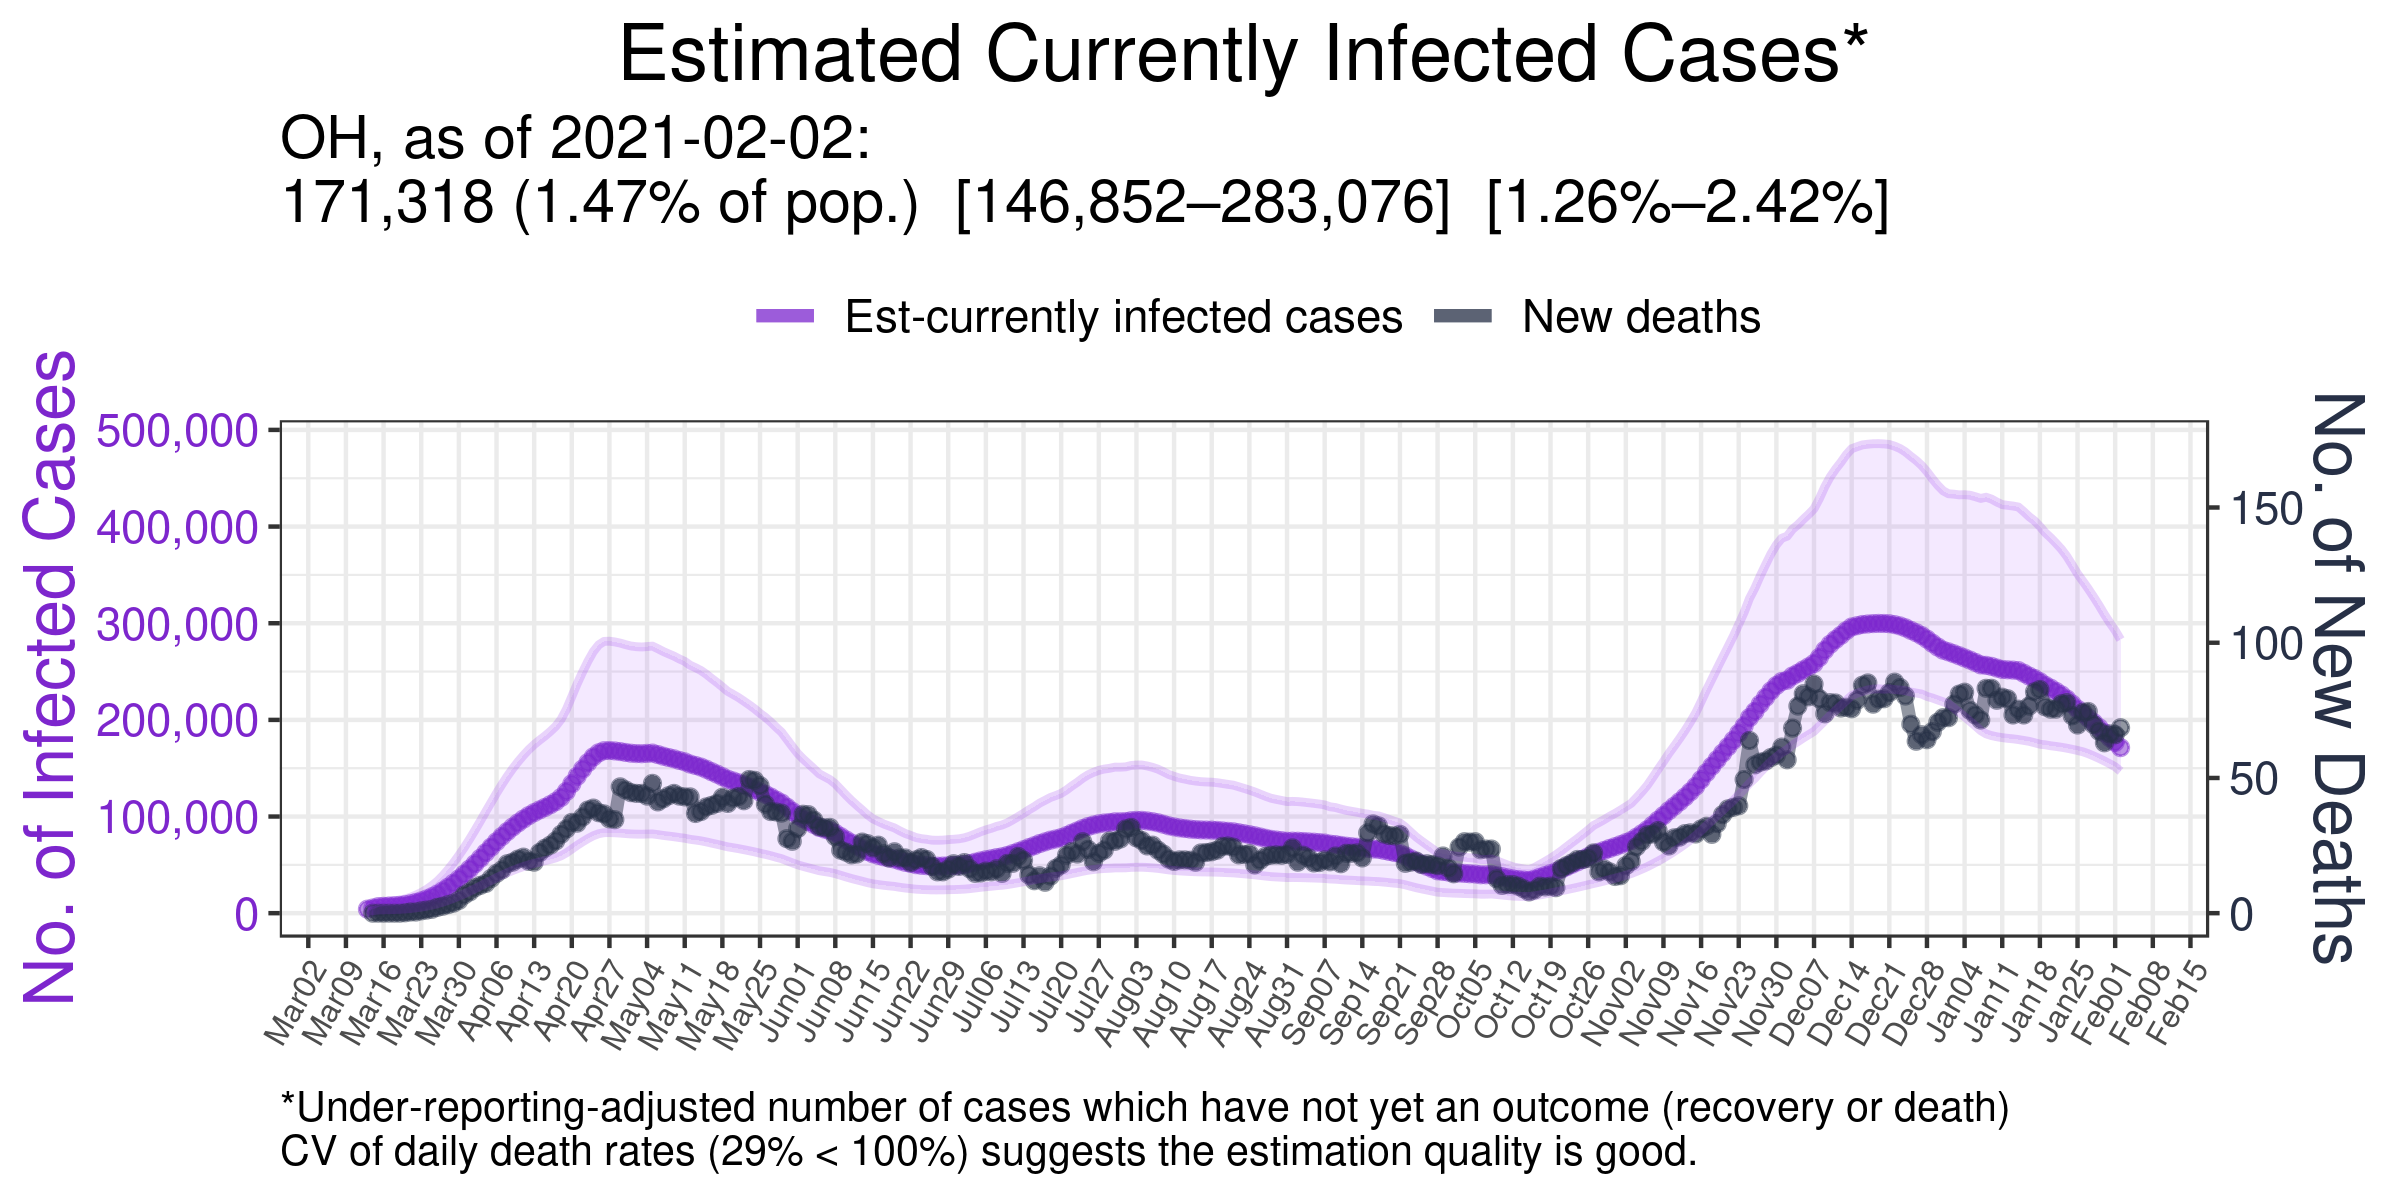 Estimated Currently Infected Cases*
OH, as of 2021-02-02:
171,318 (1.47% of pop.)  [146,852–283,076]  [1.26%–2.42%]
Est-currently infected cases
New deaths
No. of Infected Cases
500,000
400,000
300,000
200,000
100,000
0
150
100
50
0
No. of New Deaths
Mar02
Mar09
Mar16
Mar23
Mar30
Apr06
Apr13
Apr20
Apr27
May04
May11
May18
May25
Jun01
Jun08
Jun15
Jun22
Jun29
Jul06
Jul13
Jul20
Jul27
Aug03
Aug10
Aug17
Aug24
Aug31
Sep07
Sep14
Sep21
Sep28
Oct05
Oct12
Oct19
Oct26
Nov02
Nov09
Nov16
Nov23
Nov30
Dec07
Dec14
Dec21
Dec28
Jan04
Jan11
Jan18
Jan25
Feb01
Feb08
Feb15
*Under-reporting-adjusted number of cases which have not yet an outcome (recovery or death)
CV of daily death rates (29% < 100%) suggests the estimation quality is good.